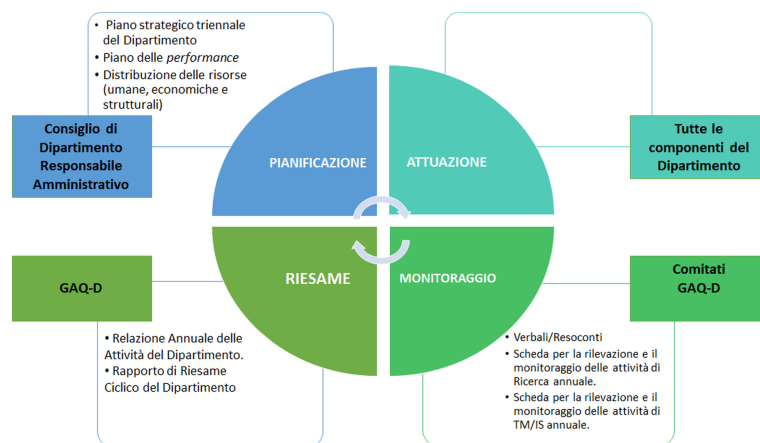 • Piano strategico triennale
del Dipartimento
• Piano delle performance
• Distribuzione delle risorse
(umane, economiche e
strutturali)
Consiglio di
Dipartimento
Responsabile
Amministrativo
PIANIFICAZIONE
ATTUAZIONE
Tutte le
componenti del
Dipartimento
GAQ-D
RIESAME
MONITORAGGIO
Comitati
GAQ-D
• Relazione Annuale delle
Attività del Dipartimento.
• Rapporto di Riesame
Ciclico del Dipartimento
• Verbali/Resoconti
• Scheda per la rilevazione e il
monitoraggio delle attività di
Ricerca annuale.
• Scheda per la rilevazione e il
monitoraggio delle attività di
TM/IS annuale.